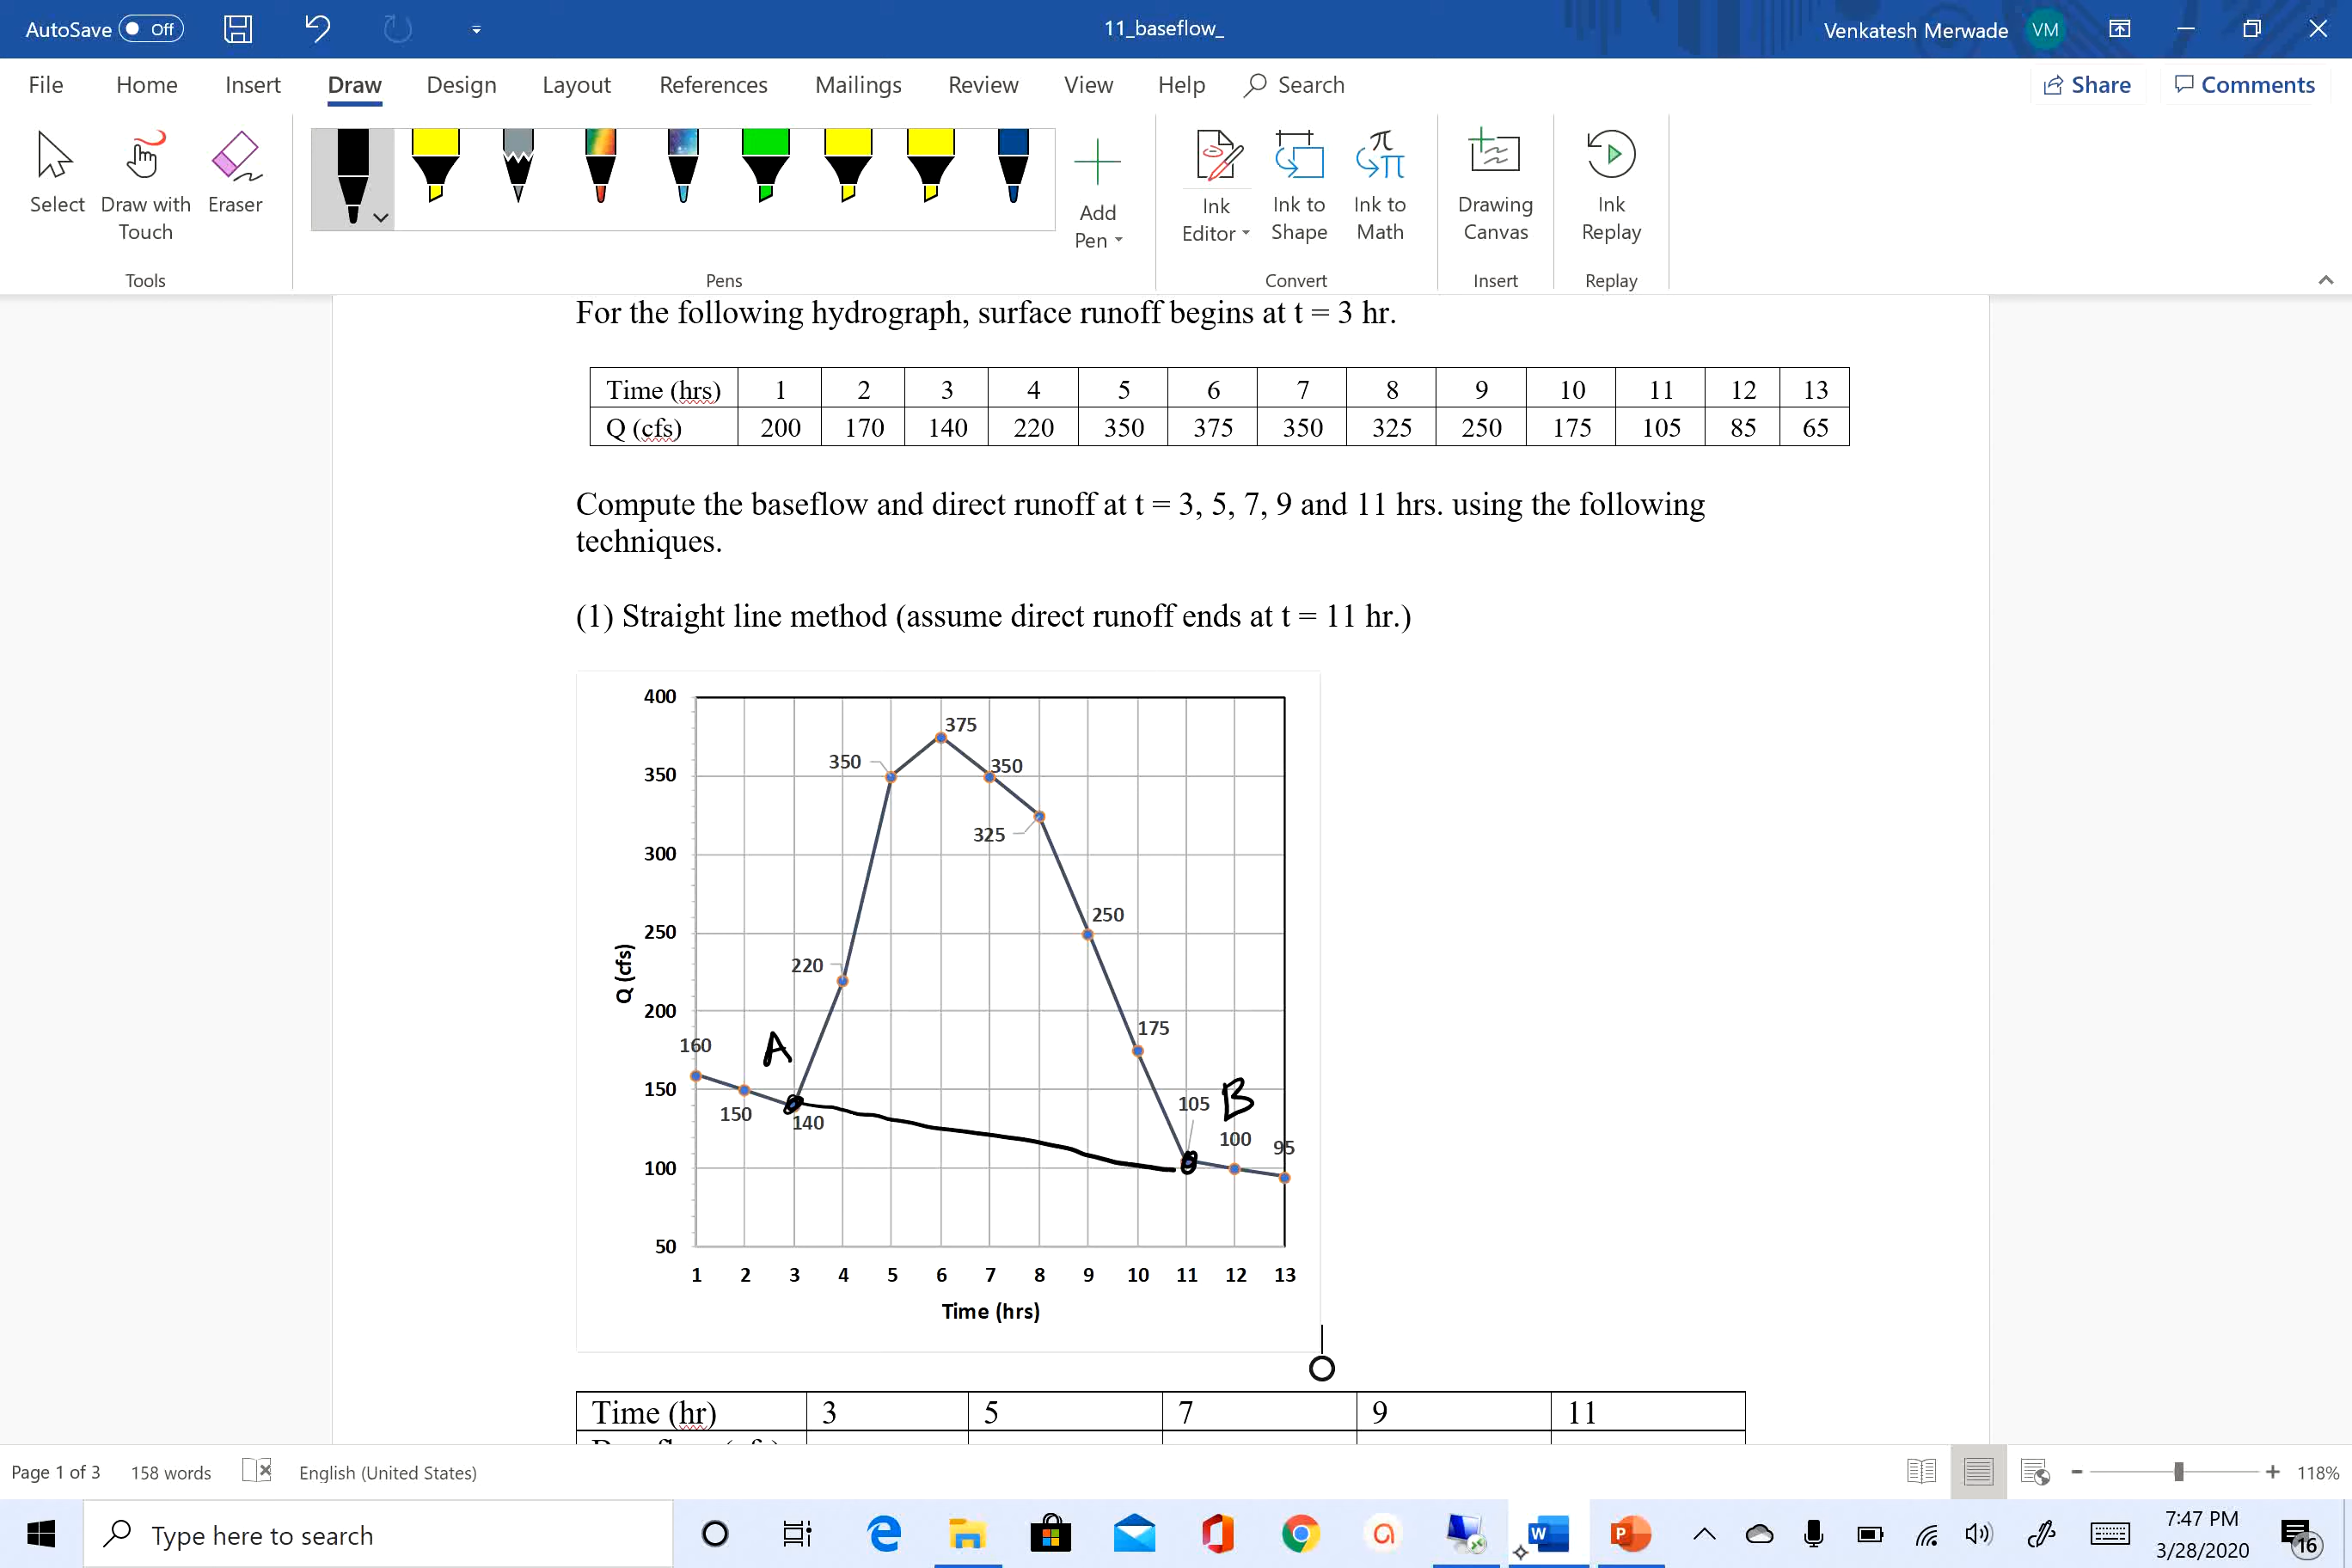 AutoSave Off 11_baseflow_ Venkatesh Merwade VM
File Home Insert Draw Design Layout References Mailings Review View Help Search Share Comments
Select Draw with Touch Eraser Add Pen Ink Editor Ink to Shape Ink to Math Drawing Canvas Ink Replay
Tools Pens Convert Insert Replay
For the following hydrograph, surface runoff begins at t = 3 hr.
Time (hrs) 1 2 3 4 5 6 7 8 9 10 11 12 13
Q (cfs) 200 170 140 220 350 375 350 325 250 175 105 85 65
Compute the baseflow and direct runoff at t = 3, 5, 7, 9 and 11 hrs. using the following
techniques.
(1) Straight line method (assume direct runoff ends at t = 11 hr.)
400
375
350
350
350
325
300
250
250
Q (cfs)
220
200
175
160
A
150
150
140
105
B
100
95
100
50
1 2 3 4 5 6 7 8 9 10 11 12 13
Time (hrs)
Time (hr) 3 5 7 9 11
Page 1 of 3 158 words English (United States) 118%
Type here to search
7:47 PM
3/28/2020
16